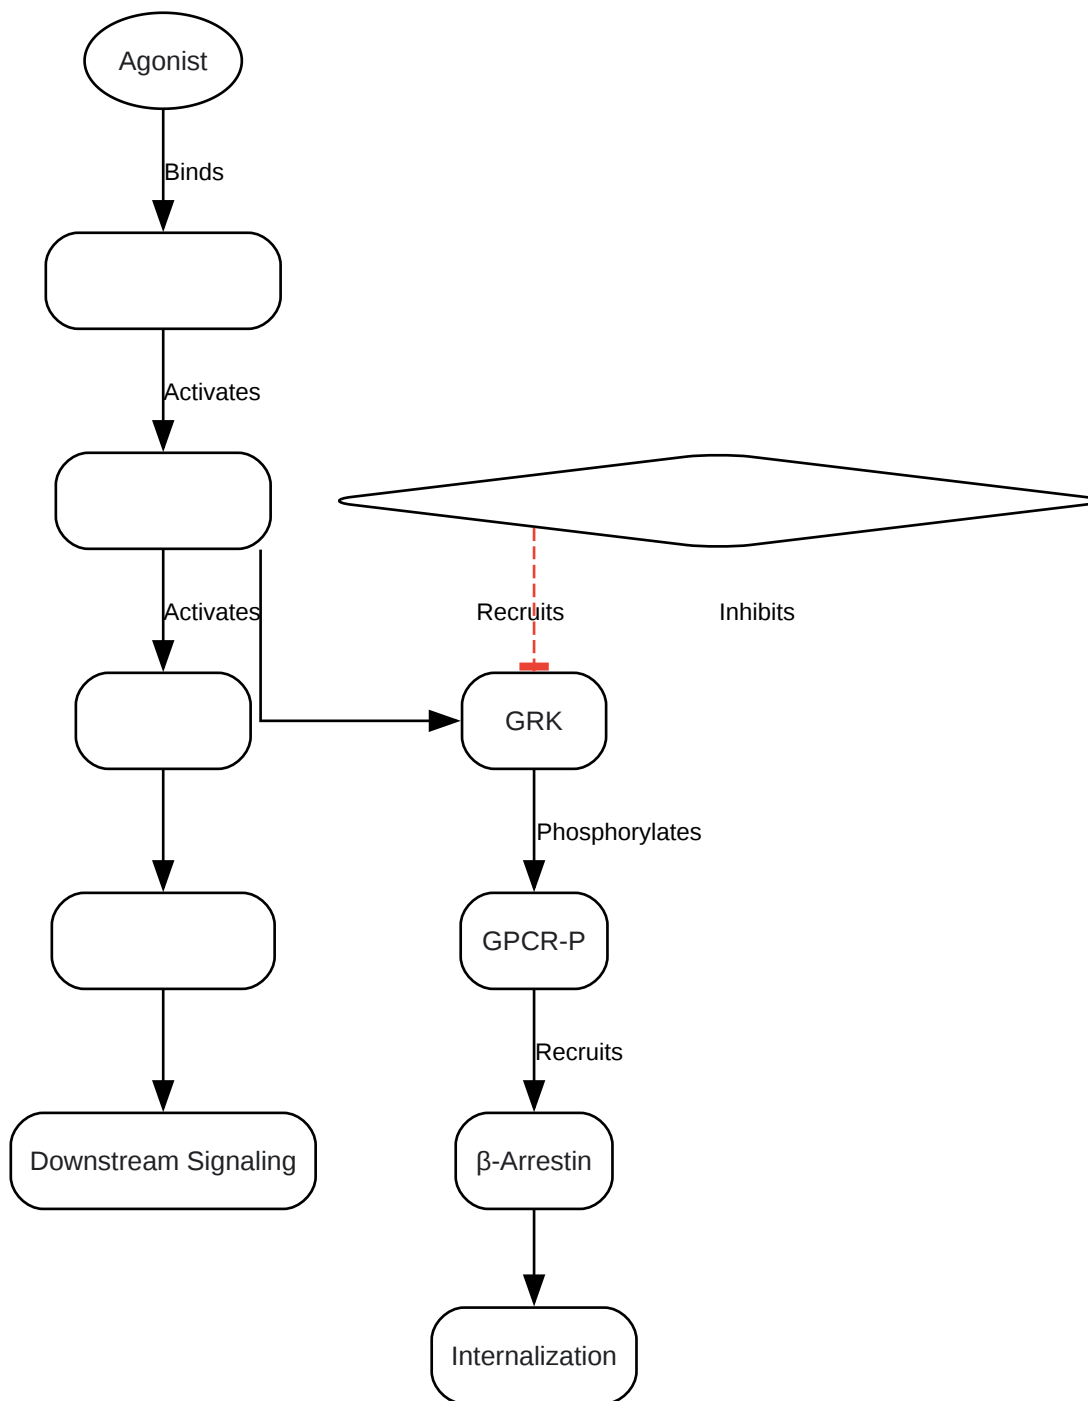 Agonist
Binds
Activates
Activates
Recruits
Inhibits
GRK
Phosphorylates
GPCR-P
Recruits
Downstream Signaling
β-Arrestin
Internalization